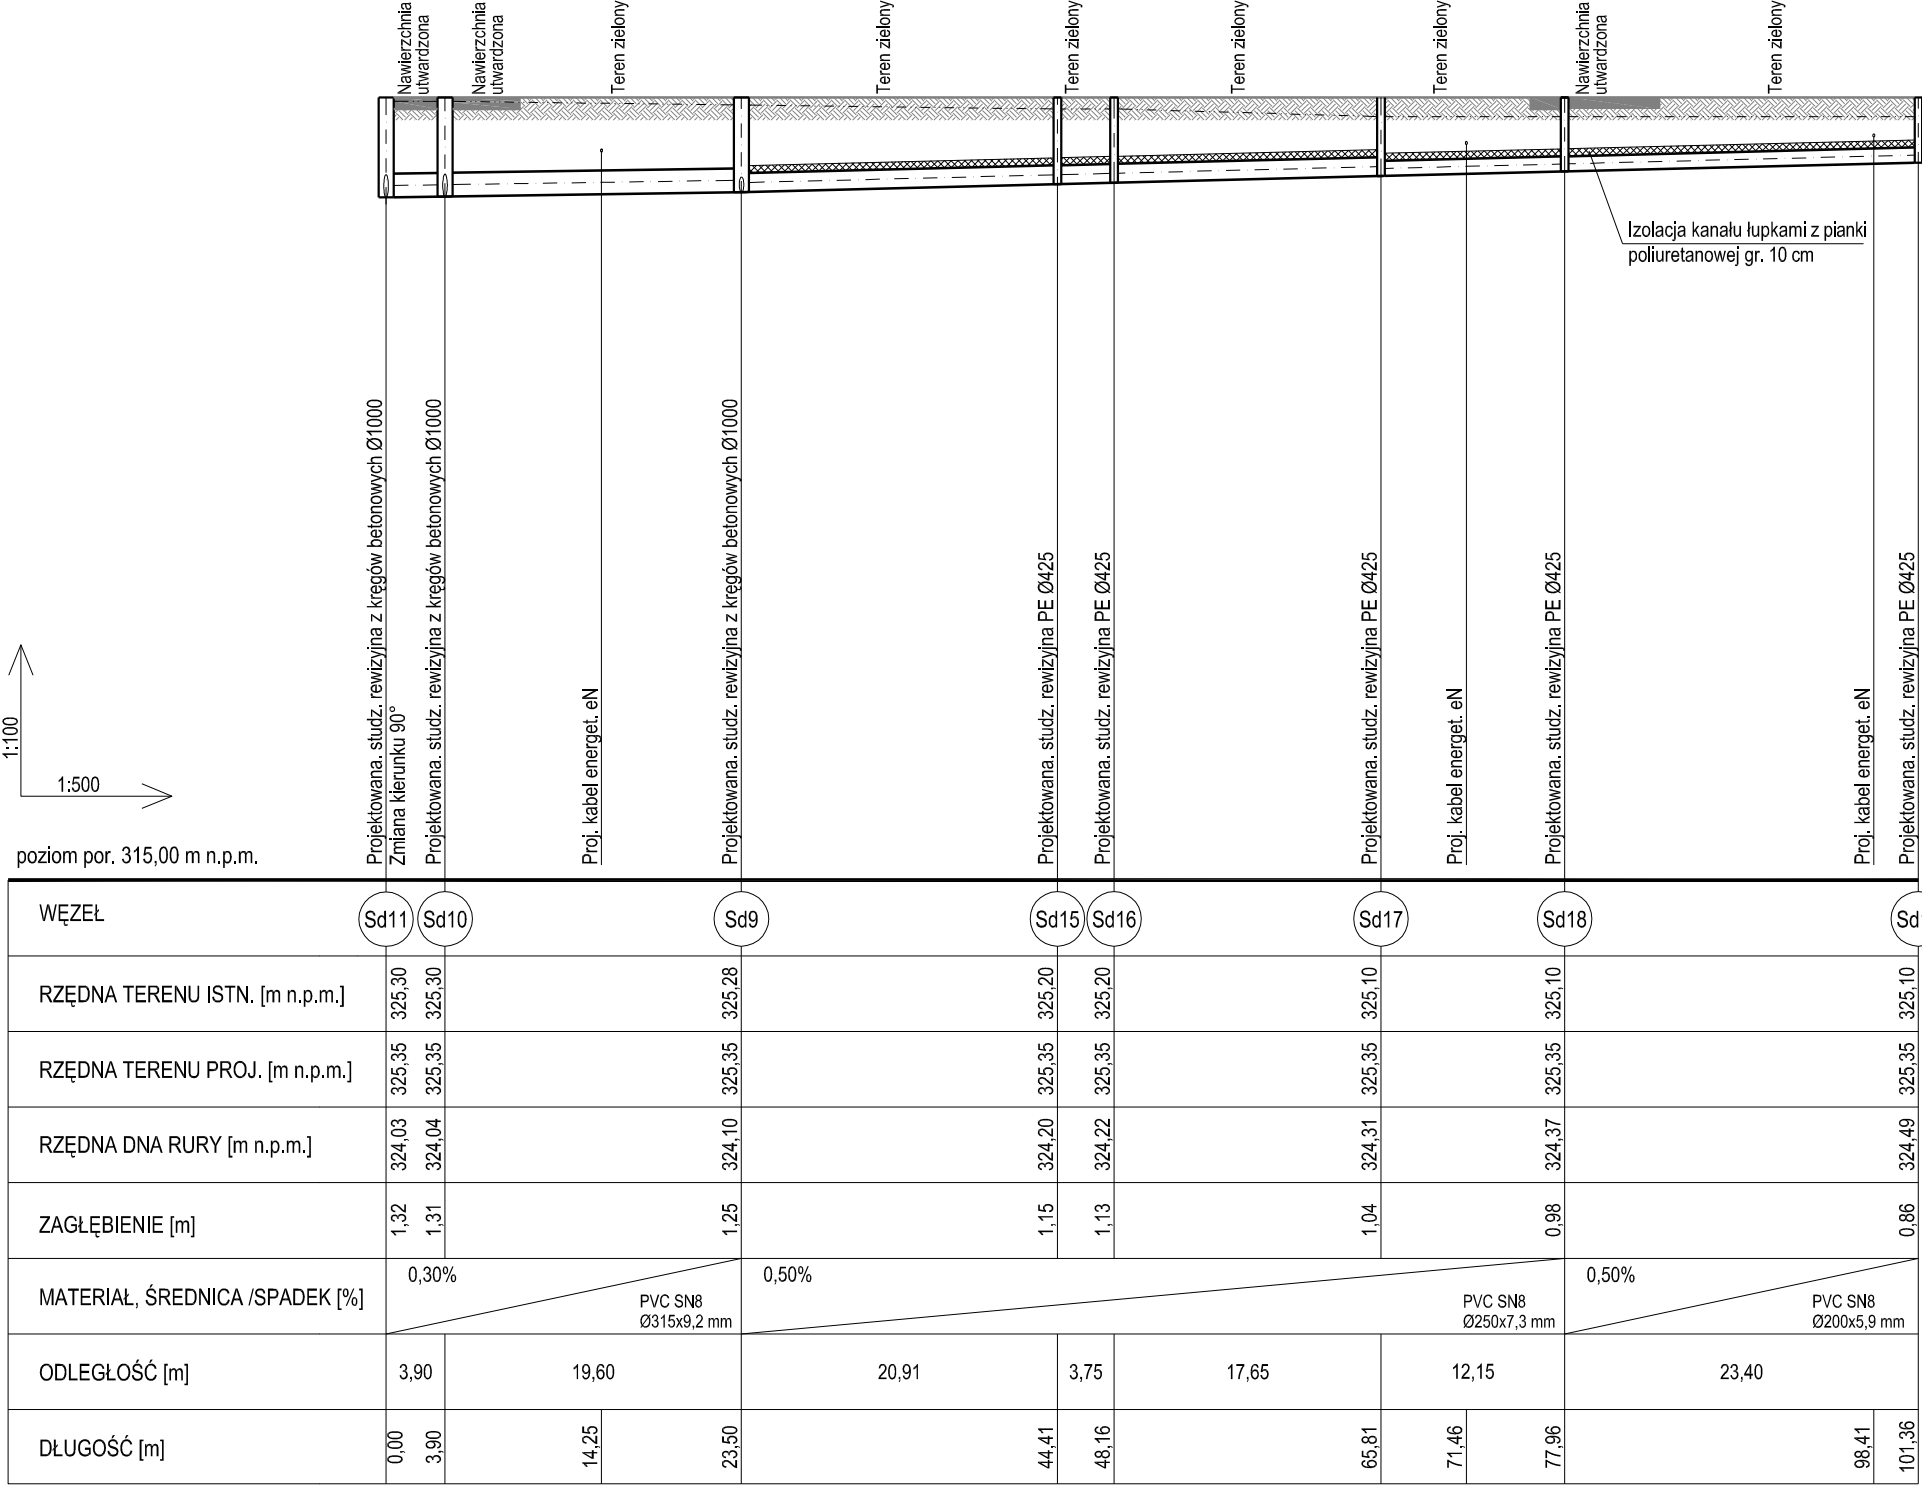 Nawierzchnia
utwardzona
Nawierzchnia
utwardzona
Teren zielony
Teren zielony
Teren zielony
Teren zielony
Teren zielony
Nawierzchnia
utwardzona
Teren zielony
Izolacja kanału łupkami z pianki
poliuretanowej gr. 10 cm
Projektowana. studz. rewizyjna z kręgów betonowych Ø1000
Zmiana kierunku 90°
Projektowana. studz. rewizyjna z kręgów betonowych Ø1000
Proj. kabel energet. eN
Projektowana. studz. rewizyjna z kręgów betonowych Ø1000
Projektowana. studz. rewizyjna PE Ø425
Projektowana. studz. rewizyjna PE Ø425
Projektowana. studz. rewizyjna PE Ø425
Proj. kabel energet. eN
Projektowana. studz. rewizyjna PE Ø425
Proj. kabel energet. eN
Projektowana. studz. rewizyjna PE Ø425
1:100
1:500
poziom por. 315,00 m n.p.m.
WĘZEŁ Sd11 Sd10 Sd9 Sd15 Sd16 Sd17 Sd18
RZĘDNA TERENU ISTN. [m n.p.m.] 325,30 325,30 325,28 325,20 325,20 325,10 325,10 325,10
RZĘDNA TERENU PROJ. [m n.p.m.] 325,35 325,35 325,35 325,35 325,35 325,35 325,35 325,35
RZĘDNA DNA RURY [m n.p.m.] 324,03 324,04 324,10 324,20 324,22 324,31 324,37 324,49
ZAGŁĘBIENIE [m] 1,32 1,31 1,25 1,15 1,13 1,04 0,98 0,86
MATERIAŁ, ŚREDNICA /SPADEK [%]
0,30%
PVC SN8
Ø315x9,2 mm
0,50%
PVC SN8
Ø250x7,3 mm
0,50%
PVC SN8
Ø200x5,9 mm
ODLEGŁOŚĆ [m] 3,90 19,60 20,91 3,75 17,65 12,15 23,40
DŁUGOŚĆ [m] 0,00 3,90 14,25 23,50 44,41 48,16 65,81 71,46 77,96 98,41 101,36